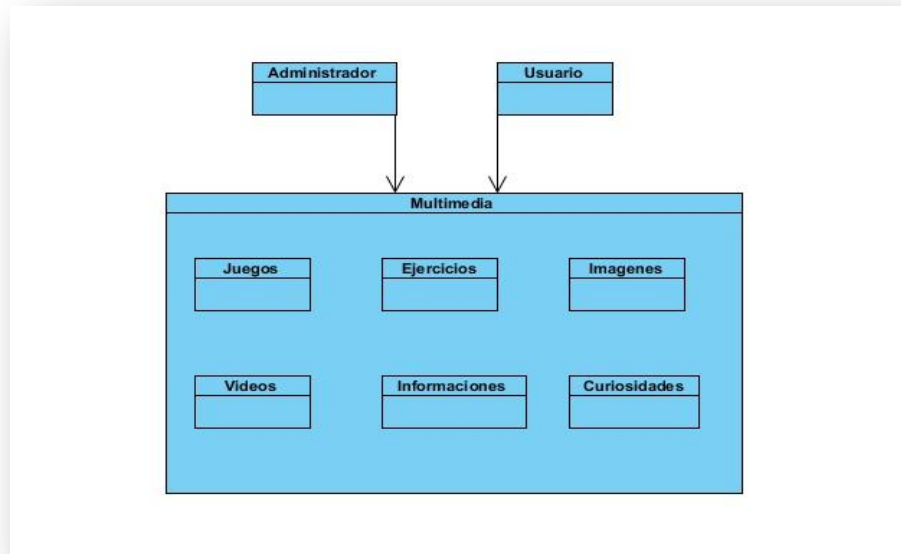 Administrador
Usuario
Multimedia
Juegos
Ejercicios
Imagenes
Videos
Informaciones
Curiosidades